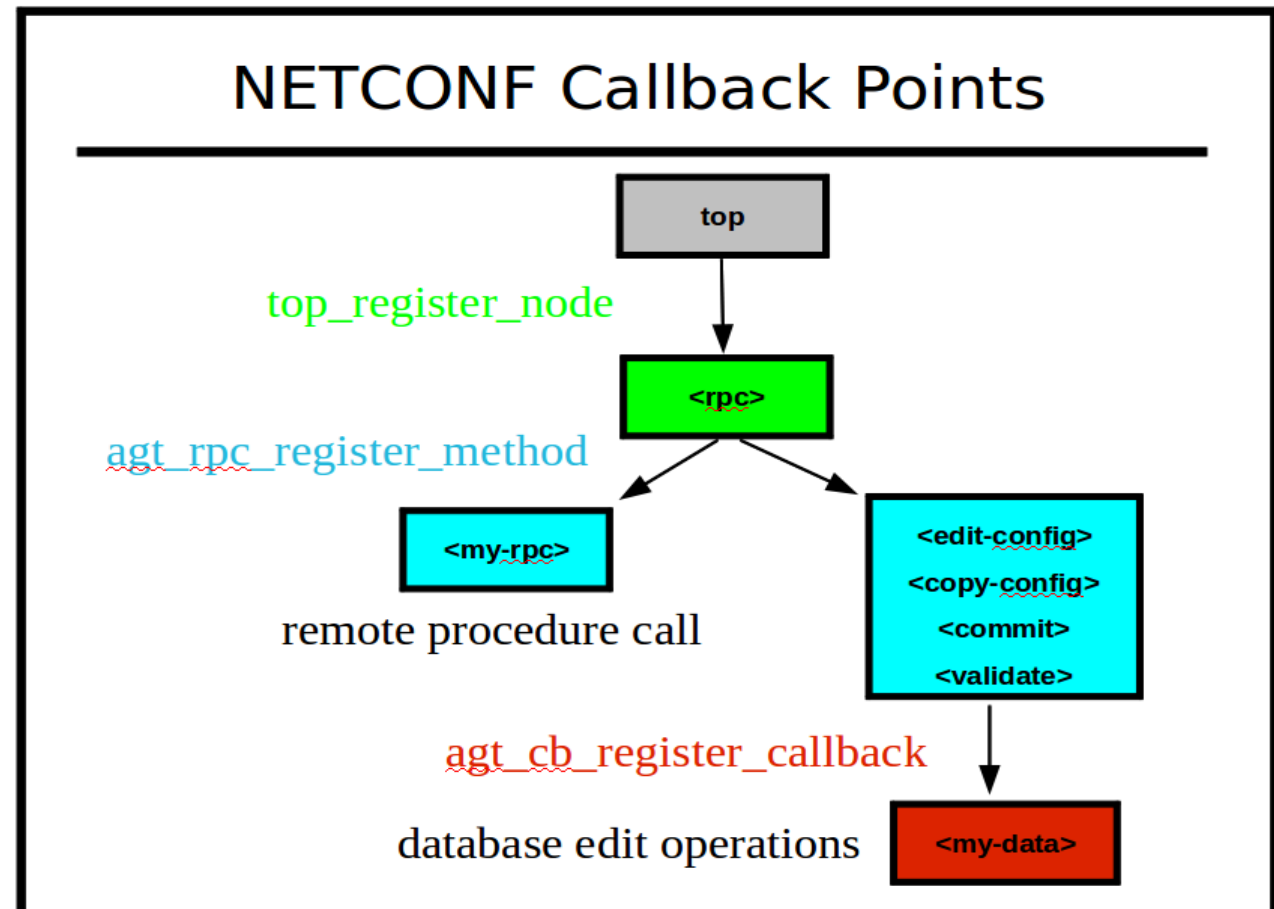 NETCONF Callback Points
top
top_register_node
<rpc>
agt_rpc_register_method
<my-rpc>
<edit-config>
<copy-config>
<commit>
<validate>
remote procedure call
agt_cb_register_callback
database edit operations
<my-data>